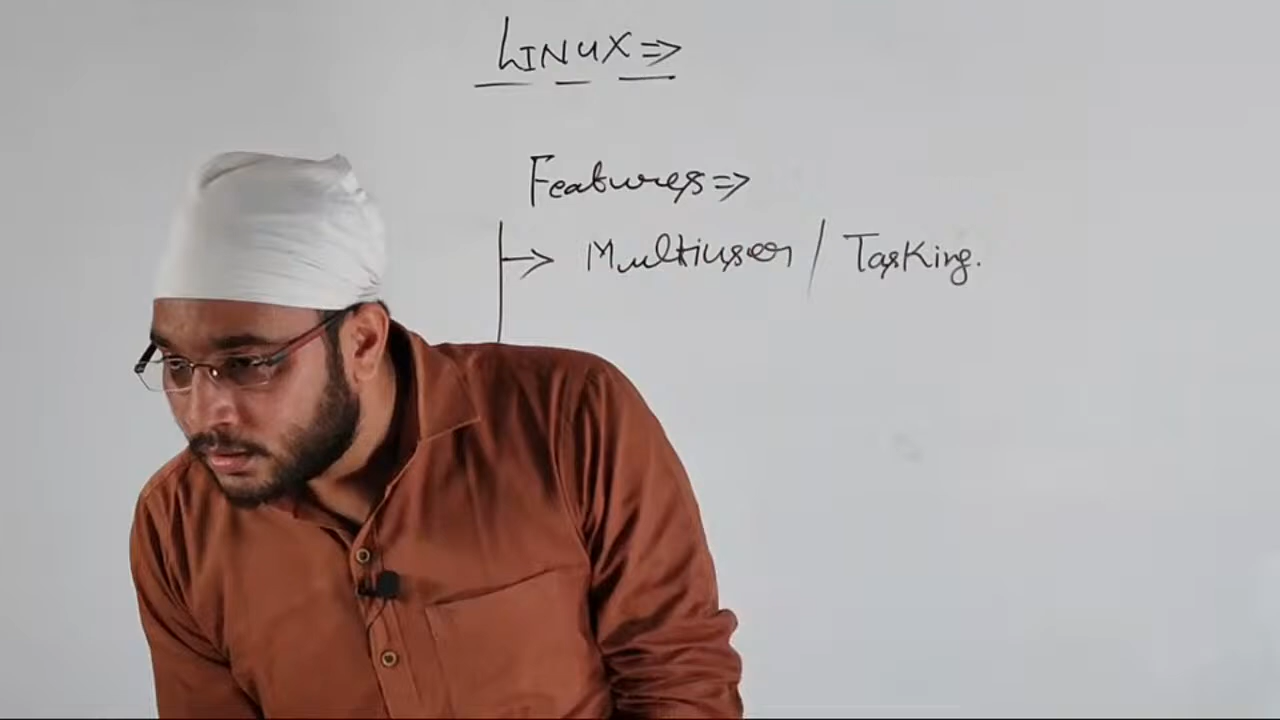 LINUX ⇒
Features ⇒
→ Multiuser / Tasking.